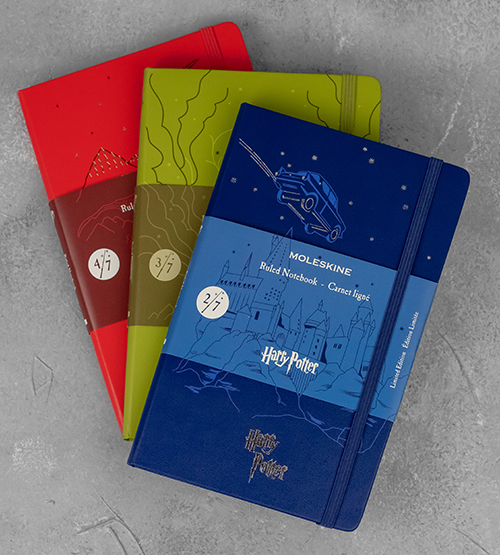 Ru
4/7
3/7
MOLESKINE
Ruled Notebook - Carnet ligné
2/7
Harry Potter
Limited Edition Édition Limitée
Harry
Potter